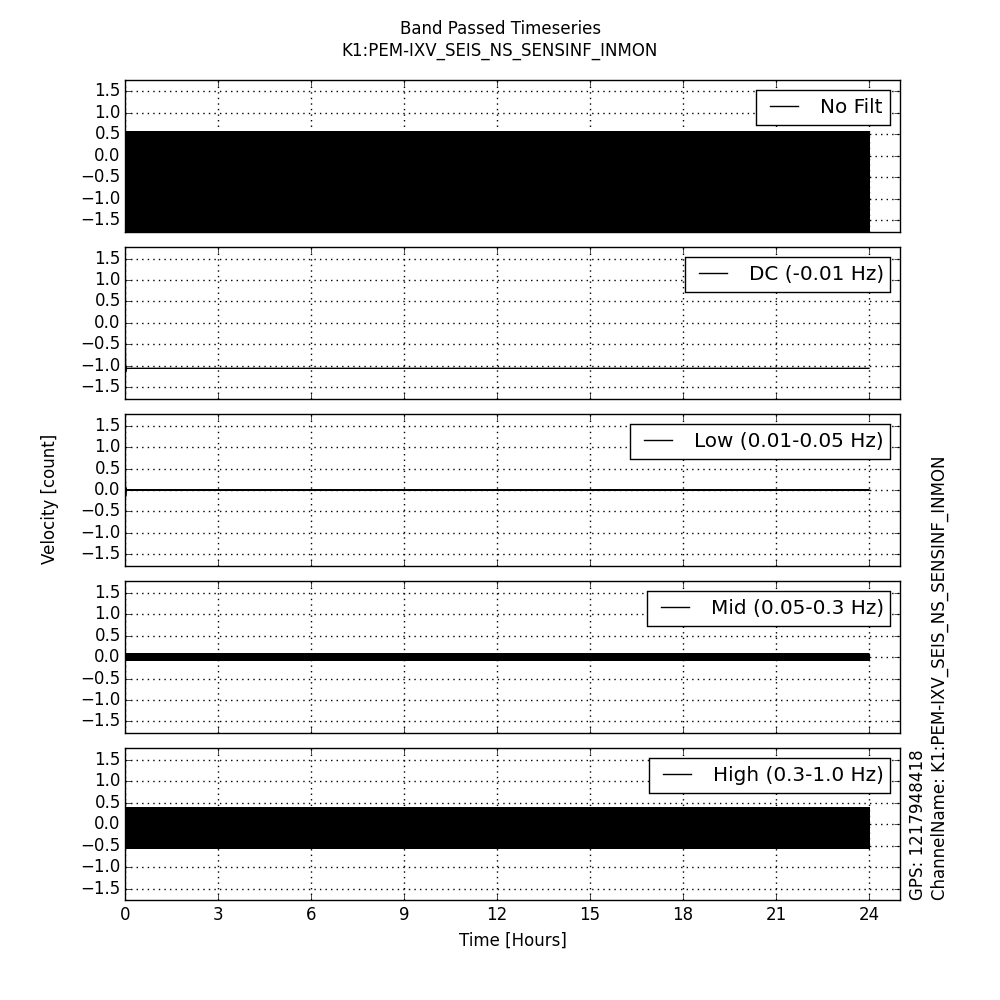 Band Passed Timeseries
K1:PEM-IXV_SEIS_NS_SENSINF_INMON
1.5
1.0
0.5
0.0
−0.5
−1.0
−1.5
No Filt
1.5
1.0
0.5
0.0
−0.5
−1.0
−1.5
DC (-0.01 Hz)
1.5
1.0
0.5
0.0
−0.5
−1.0
−1.5
Low (0.01-0.05 Hz)
1.5
1.0
0.5
0.0
−0.5
−1.0
−1.5
Mid (0.05-0.3 Hz)
1.5
1.0
0.5
0.0
−0.5
−1.0
−1.5
High (0.3-1.0 Hz)
0 3 6 9 12 15 18 21 24
Time [Hours]
Velocity [count]
GPS: 1217948418
ChannelName: K1:PEM-IXV_SEIS_NS_SENSINF_INMON